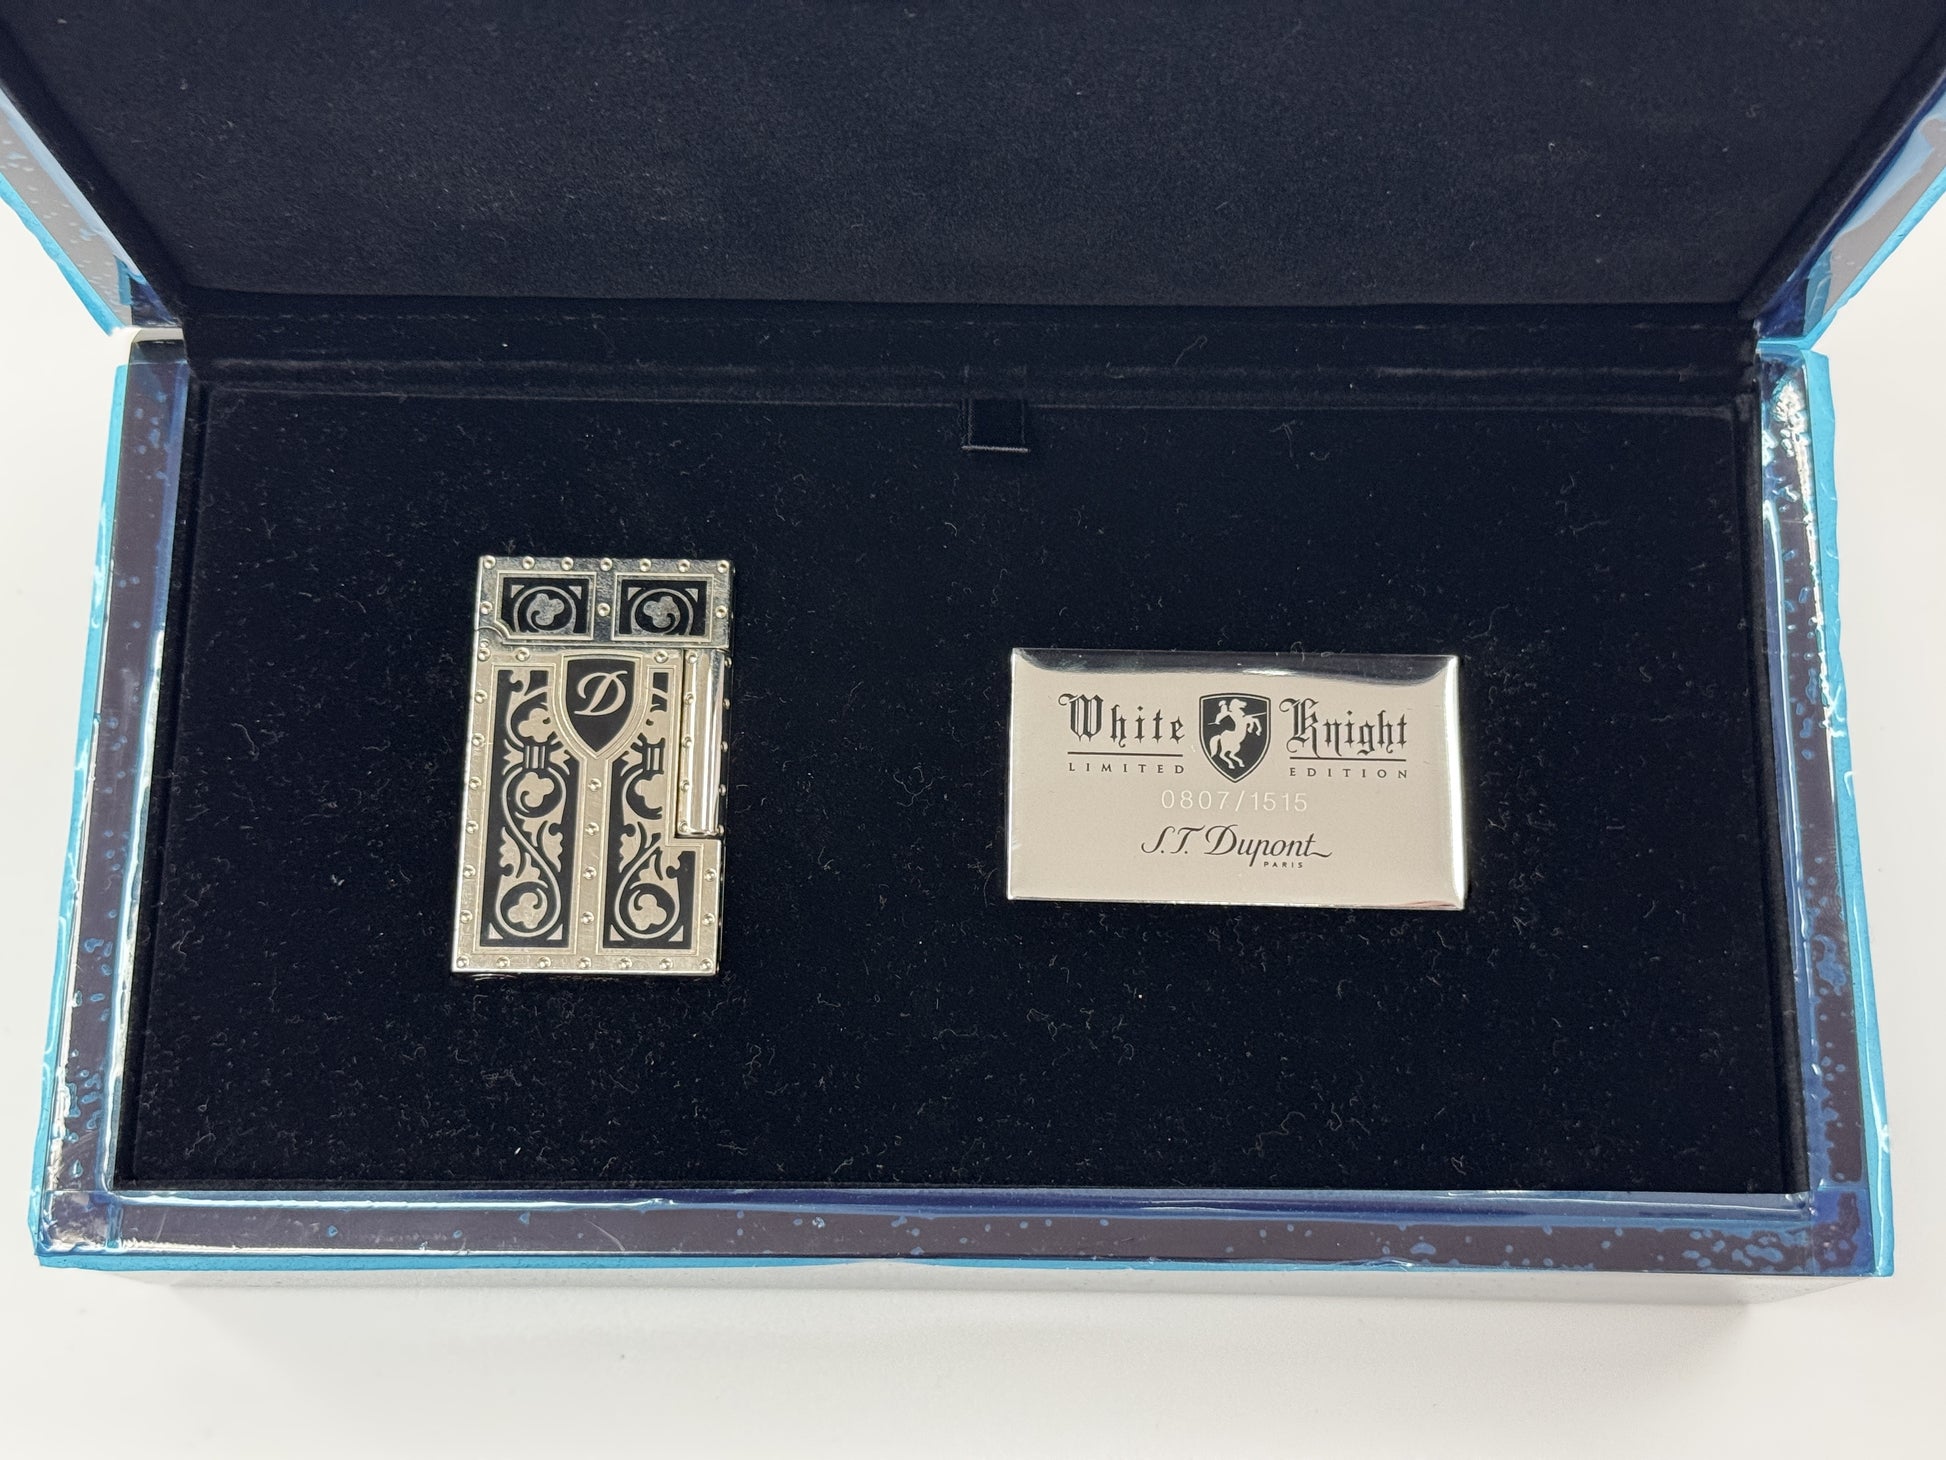 D
White Knight
LIMITED EDITION
0807/1515
S.T. Dupont
PARIS